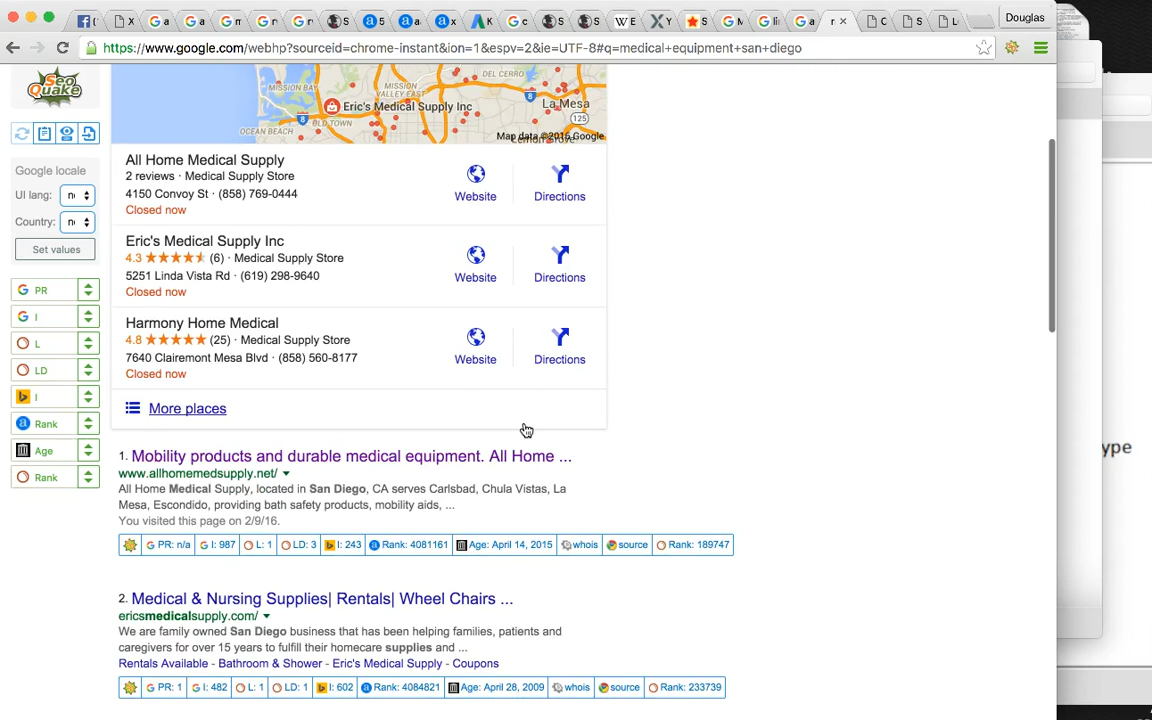 Douglas
https://www.google.com/webhp?sourceid=chrome-instant&ion=1&espv=2&ie=UTF-8#q=medical+equipment+san+diego
Seo
Quake
Google locale
UI lang:
Country:
Set values
PR
I
L
LD
I
Rank
Age
Rank
MISSION BAY
MISSION
VALLEY EAST
DEL CERRO
8
La Mesa
125
Eric's Medical Supply Inc
OCEAN BEACH
8
OLD TOWN
Map data ©2016 Google
All Home Medical Supply
2 reviews · Medical Supply Store
4150 Convoy St · (858) 769-0444
Closed now
Website
Directions
Eric's Medical Supply Inc
4.3 (6) · Medical Supply Store
5251 Linda Vista Rd · (619) 298-9640
Closed now
Website
Directions
Harmony Home Medical
4.8 (25) · Medical Supply Store
7640 Clairemont Mesa Blvd · (858) 560-8177
Closed now
Website
Directions
More places
1. Mobility products and durable medical equipment. All Home ...
www.allhomemedsupply.net/
All Home Medical Supply, located in San Diego, CA serves Carlsbad, Chula Vistas, La
Mesa, Escondido, providing bath safety products, mobility aids, ...
You visited this page on 2/9/16.
PR: n/a I: 987 L: 1 LD: 3 I: 243 Rank: 4081161 Age: April 14, 2015 whois source Rank: 189747
2. Medical & Nursing Supplies| Rentals| Wheel Chairs ...
ericsmedicalsupply.com/
We are family owned San Diego business that has been helping families, patients and
caregivers for over 15 years to fulfill their homecare supplies and ...
Rentals Available - Bathroom & Shower - Eric's Medical Supply - Coupons
PR: 1 I: 482 L: 1 LD: 1 I: 602 Rank: 4084821 Age: April 28, 2009 whois source Rank: 233739
ype